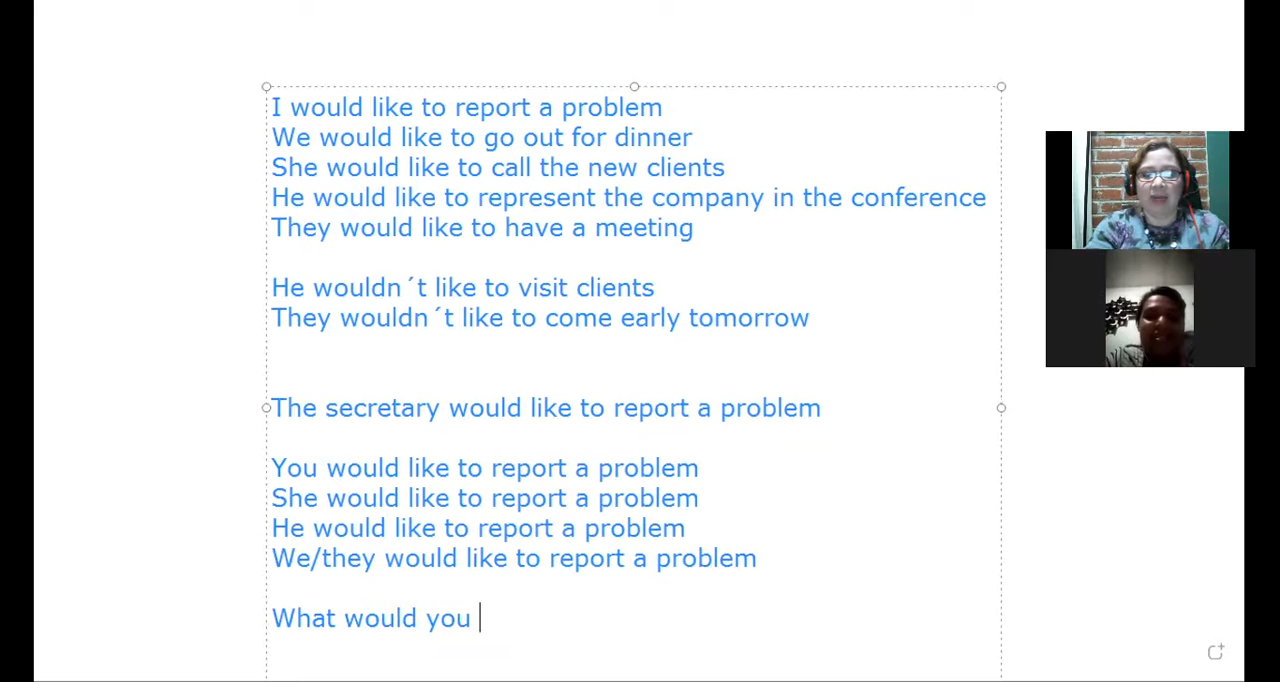 I would like to report a problem
We would like to go out for dinner
She would like to call the new clients
He would like to represent the company in the conference
They would like to have a meeting
He wouldn´t like to visit clients
They wouldn´t like to come early tomorrow
The secretary would like to report a problem
You would like to report a problem
She would like to report a problem
He would like to report a problem
We/they would like to report a problem
What would you